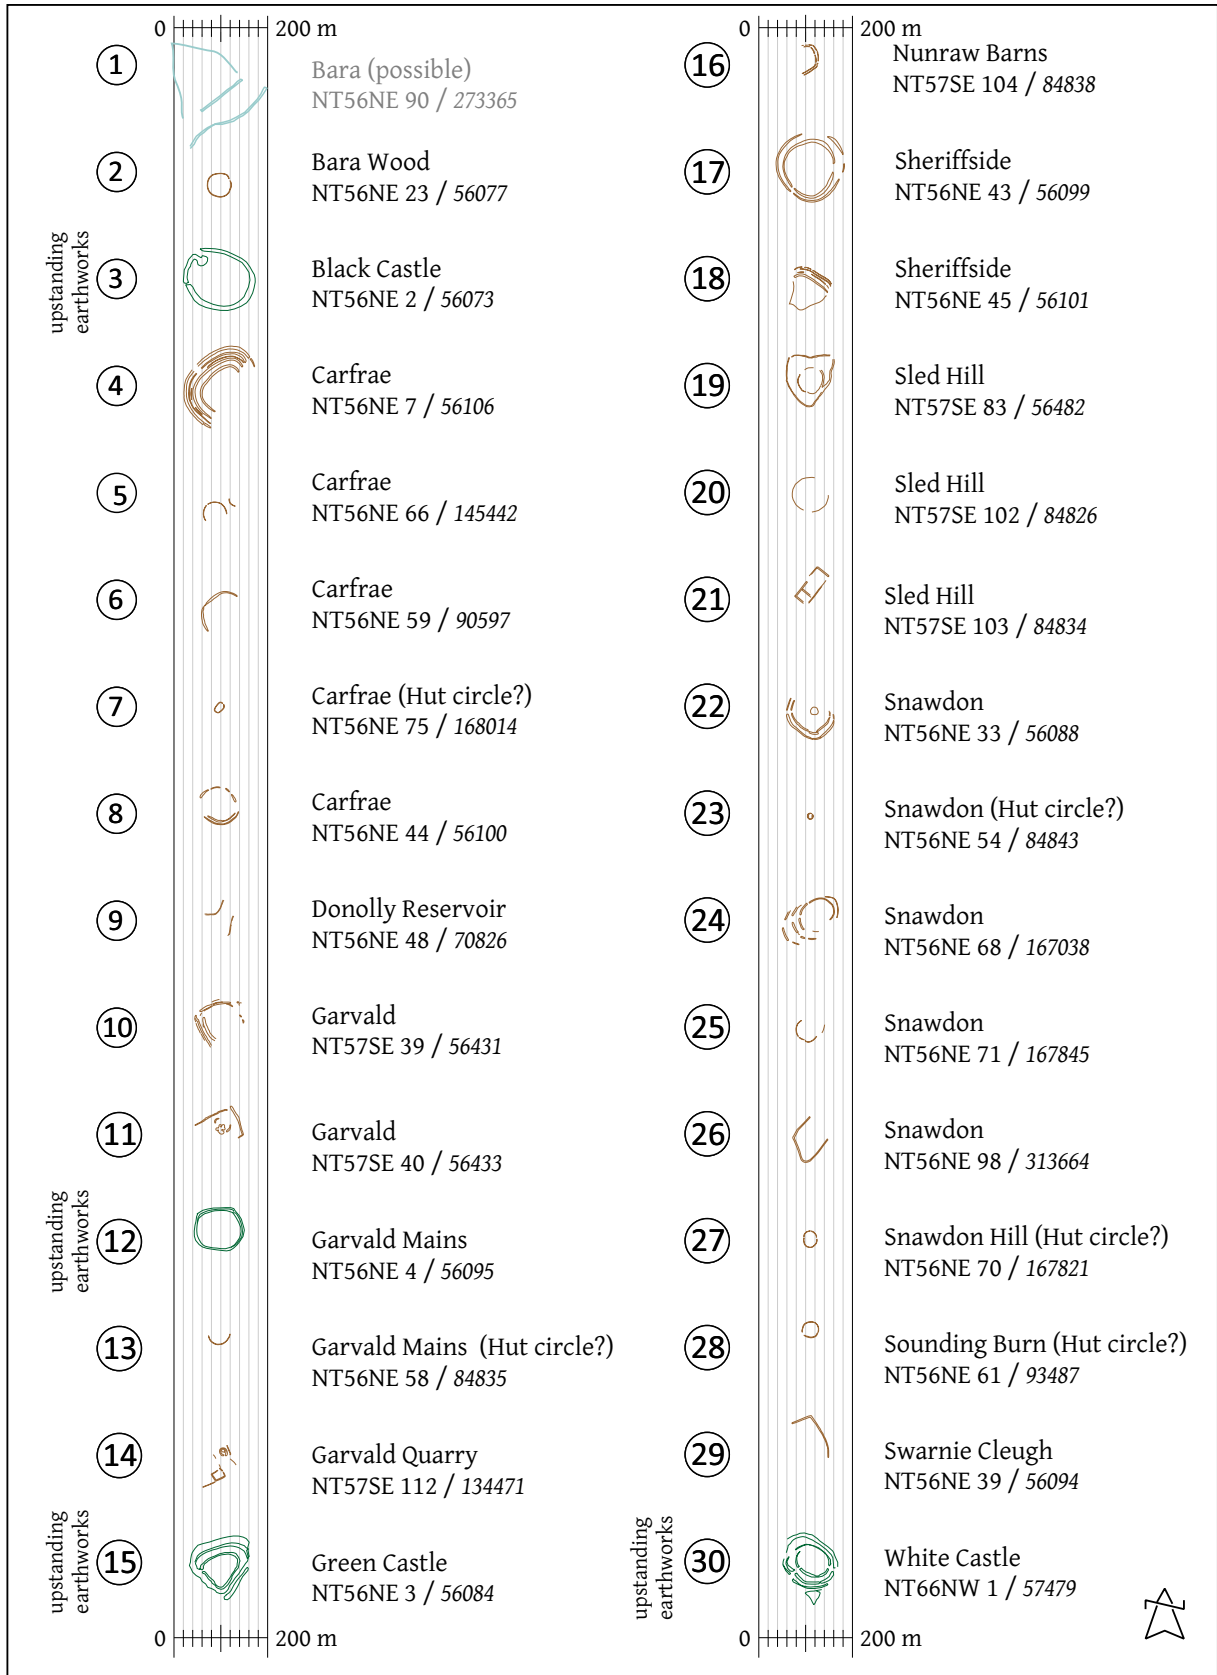 0 200 m
1
Bara (possible)
NT56NE 90 / 273365
2
Bara Wood
NT56NE 23 / 56077
upstanding
earthworks
3
Black Castle
NT56NE 2 / 56073
4
Carfrae
NT56NE 7 / 56106
5
Carfrae
NT56NE 66 / 145442
6
Carfrae
NT56NE 59 / 90597
7
Carfrae (Hut circle?)
NT56NE 75 / 168014
8
Carfrae
NT56NE 44 / 56100
9
Donolly Reservoir
NT56NE 48 / 70826
10
Garvald
NT57SE 39 / 56431
11
Garvald
NT57SE 40 / 56433
upstanding
earthworks
12
Garvald Mains
NT56NE 4 / 56095
13
Garvald Mains (Hut circle?)
NT56NE 58 / 84835
14
Garvald Quarry
NT57SE 112 / 134471
upstanding
earthworks
15
Green Castle
NT56NE 3 / 56084
0 200 m
0 200 m
16
Nunraw Barns
NT57SE 104 / 84838
17
Sheriffside
NT56NE 43 / 56099
18
Sheriffside
NT56NE 45 / 56101
19
Sled Hill
NT57SE 83 / 56482
20
Sled Hill
NT57SE 102 / 84826
21
Sled Hill
NT57SE 103 / 84834
22
Snawdon
NT56NE 33 / 56088
23
Snawdon (Hut circle?)
NT56NE 54 / 84843
24
Snawdon
NT56NE 68 / 167038
25
Snawdon
NT56NE 71 / 167845
26
Snawdon
NT56NE 98 / 313664
27
Snawdon Hill (Hut circle?)
NT56NE 70 / 167821
28
Sounding Burn (Hut circle?)
NT56NE 61 / 93487
29
Swarnie Cleugh
NT56NE 39 / 56094
upstanding
earthworks
30
White Castle
NT66NW 1 / 57479
0 200 m